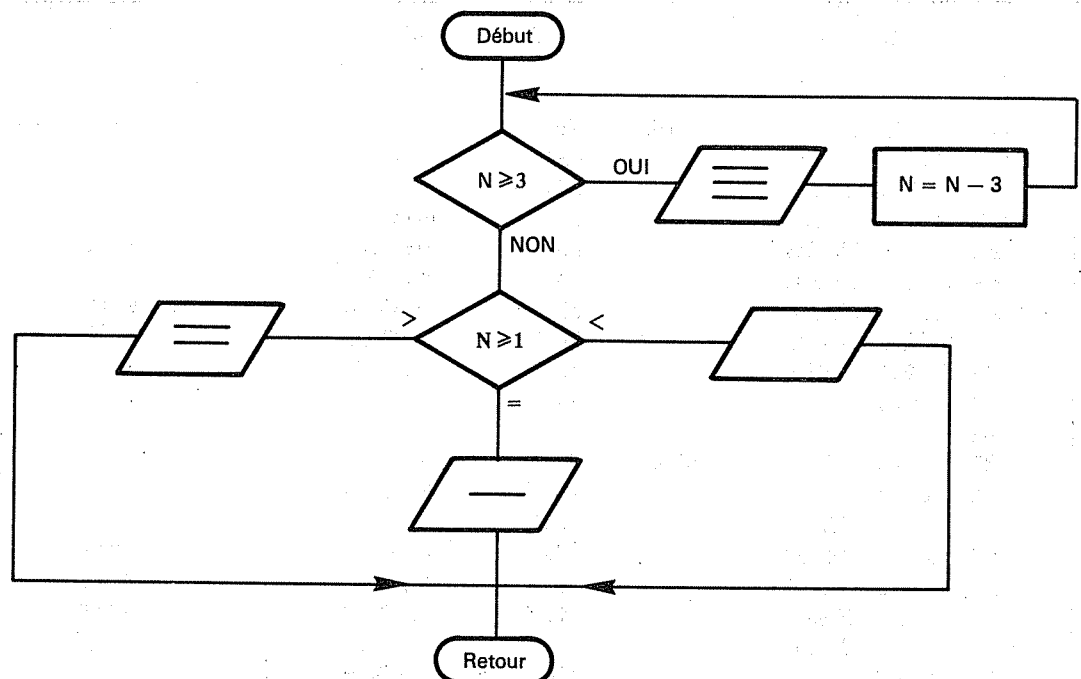 Début
N ⩾ 3
OUI
N = N − 3
NON
>
N ⩾ 1
<
=
Retour